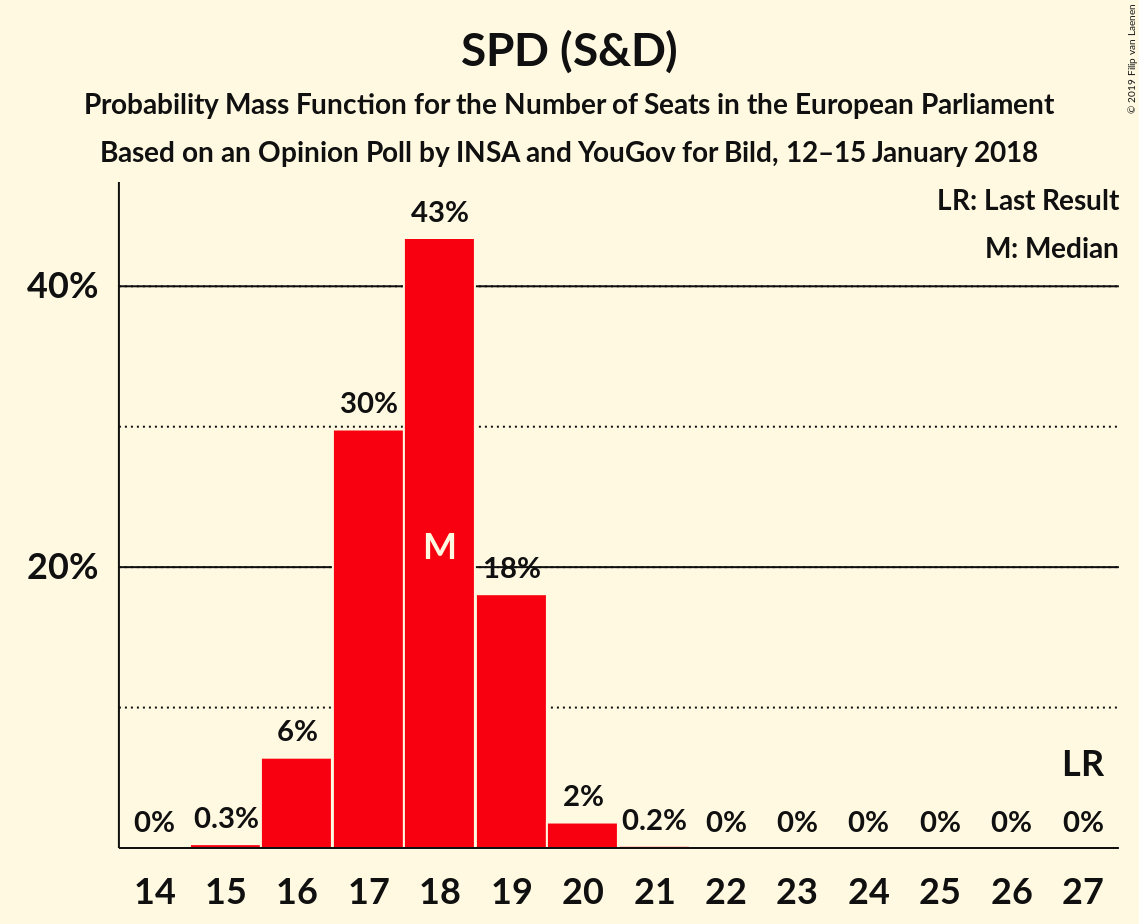 SPD (S&D)
Probability Mass Function for the Number of Seats in the European Parliament
Based on an Opinion Poll by INSA and YouGov for Bild, 12–15 January 2018
© 2019 Filip van Laenen
LR: Last Result
M: Median
43%
40%
30%
M
18%
20%
6%
LR
0%
0.3%
2%
0.2%
0%
0%
0%
0%
0%
0%
14 15 16 17 18 19 20 21 22 23 24 25 26 27